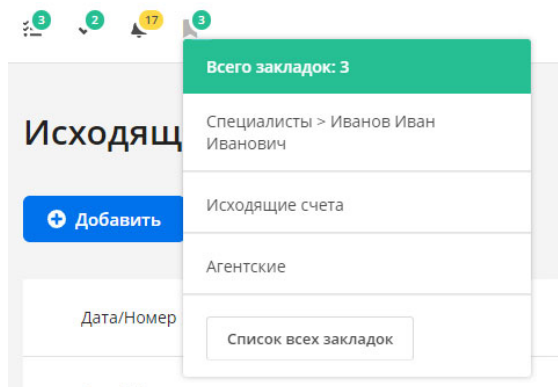 3 2 17 3
Всего закладок: 3
Специалисты > Иванов Иван
Иванович
Исходящ
Исходящие счета
Добавить
Агентские
Дата/Номер
Список всех закладок